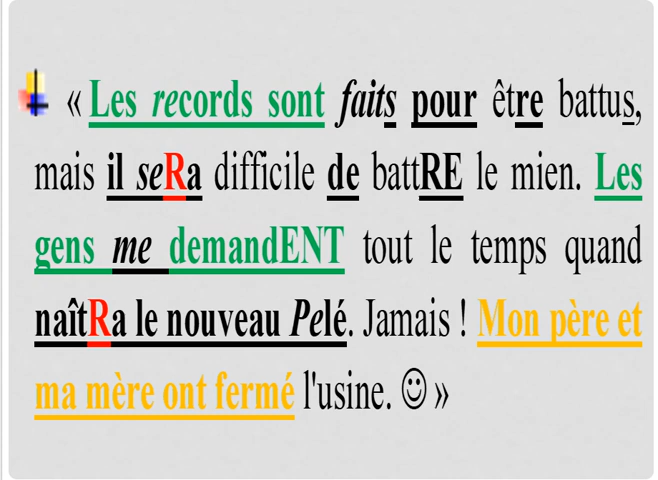 « Les records sont faits pour être battus,
mais il seRa difficile de battRE le mien. Les
gens me demandENT tout le temps quand
naîtRa le nouveau Pelé. Jamais ! Mon père et
ma mère ont fermé l'usine. ☺ »